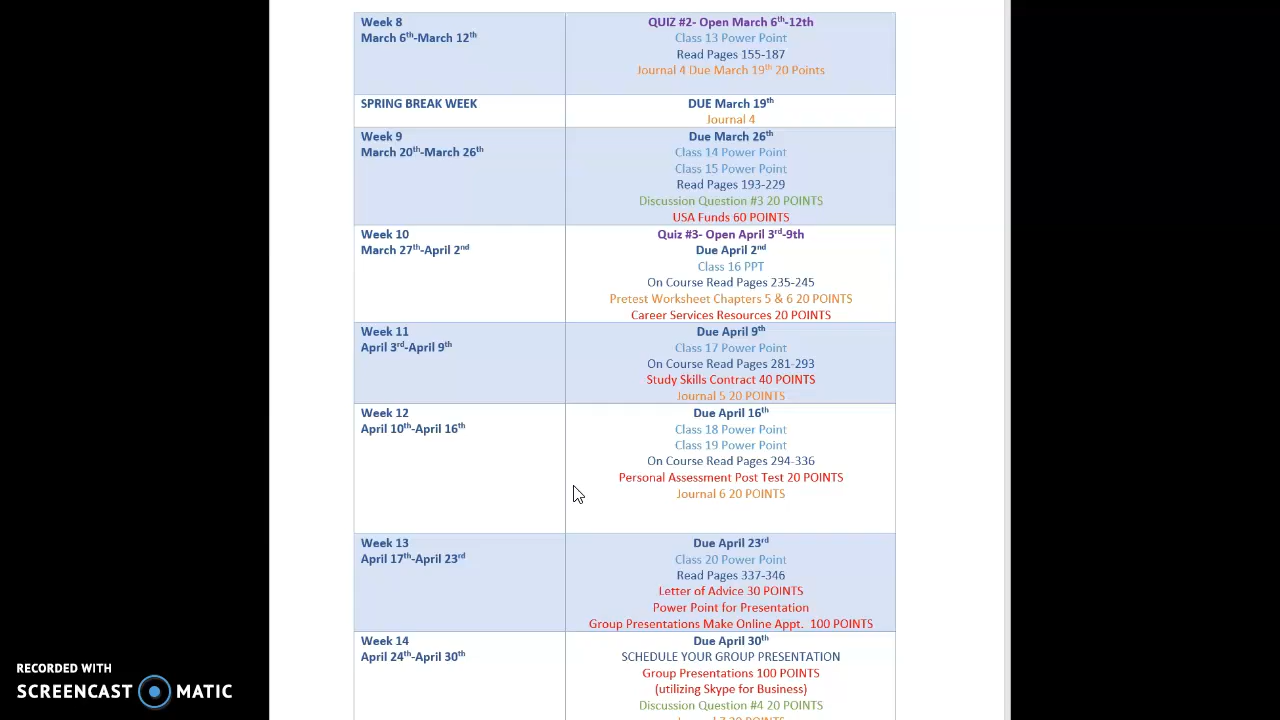 Week 8
March 6th-March 12th
QUIZ #2- Open March 6th-12th
Class 13 Power Point
Read Pages 155-187
Journal 4 Due March 19th 20 Points
SPRING BREAK WEEK
DUE March 19th
Journal 4
Week 9
March 20th-March 26th
Due March 26th
Class 14 Power Point
Class 15 Power Point
Read Pages 193-229
Discussion Question #3 20 POINTS
USA Funds 60 POINTS
Week 10
March 27th-April 2nd
Quiz #3- Open April 3rd-9th
Due April 2nd
Class 16 PPT
On Course Read Pages 235-245
Pretest Worksheet Chapters 5 & 6 20 POINTS
Career Services Resources 20 POINTS
Week 11
April 3rd-April 9th
Due April 9th
Class 17 Power Point
On Course Read Pages 281-293
Study Skills Contract 40 POINTS
Journal 5 20 POINTS
Week 12
April 10th-April 16th
Due April 16th
Class 18 Power Point
Class 19 Power Point
On Course Read Pages 294-336
Personal Assessment Post Test 20 POINTS
Journal 6 20 POINTS
Week 13
April 17th-April 23rd
Due April 23rd
Class 20 Power Point
Read Pages 337-346
Letter of Advice 30 POINTS
Power Point for Presentation
Group Presentations Make Online Appt. 100 POINTS
Week 14
April 24th-April 30th
Due April 30th
SCHEDULE YOUR GROUP PRESENTATION
Group Presentations 100 POINTS
(utilizing Skype for Business)
Discussion Question #4 20 POINTS
Journal 7 20 POINTS
RECORDED WITH
SCREENCAST MATIC